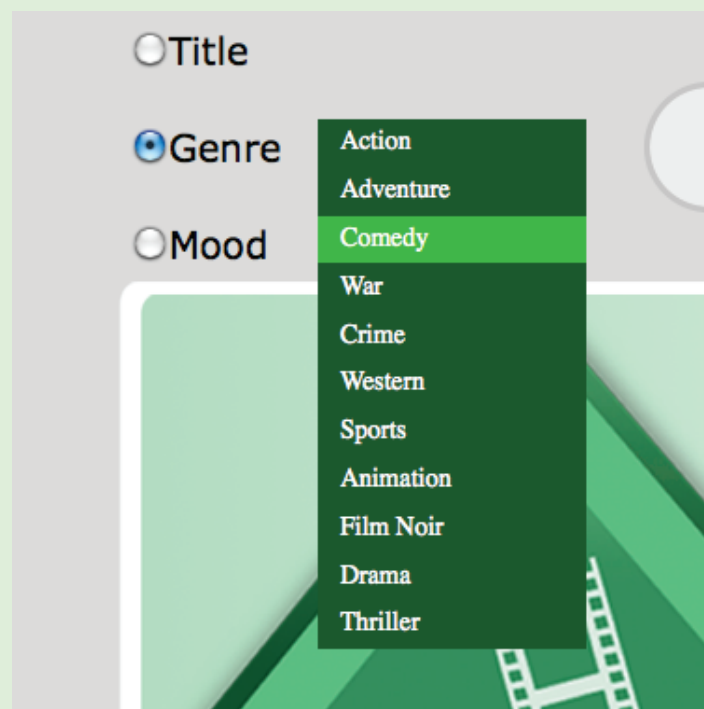 Title
Genre
Mood
Action
Adventure
Comedy
War
Crime
Western
Sports
Animation
Film Noir
Drama
Thriller